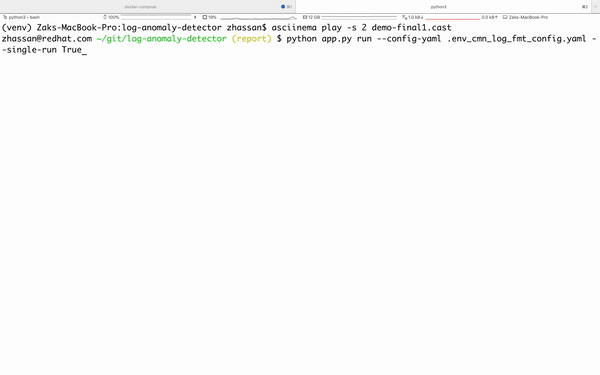 docker-compose
⌘1
python3
⌘2
python3 • bash
100%
19%
12 GB
1.0 kB↓
0.0 kB↑
Zaks-MacBook-Pro
(venv) Zaks-MacBook-Pro:log-anomaly-detector zhassan$ asciinema play -s 2 demo-final1.cast
zhassan@redhat.com ~/git/log-anomaly-detector (report) $ python app.py run --config-yaml .env_cmn_log_fmt_config.yaml -
-single-run True_